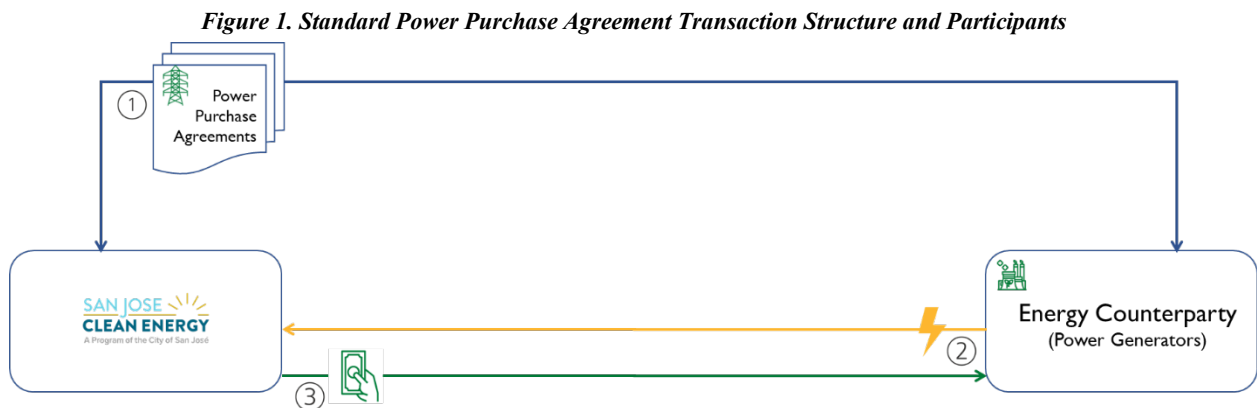 Figure 1. Standard Power Purchase Agreement Transaction Structure and Participants
1
Power
Purchase
Agreements
SAN JOSE
CLEAN ENERGY
A Program of the City of San José
Energy Counterparty
(Power Generators)
2
3